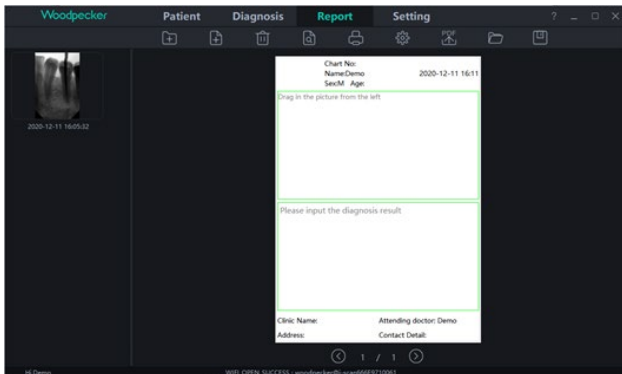 Woodpecker Patient Diagnosis Report Setting ?
PDF
2020-12-11 16:05:32
Chart No:
Name:Demo 2020-12-11 16:11
Sex:M Age:
Drag in the picture from the left
Please input the diagnosis result
Clinic Name: Attending doctor: Demo
Address: Contact Detail:
1 / 1
Hi Demo WIFI OPEN SUCCESS :